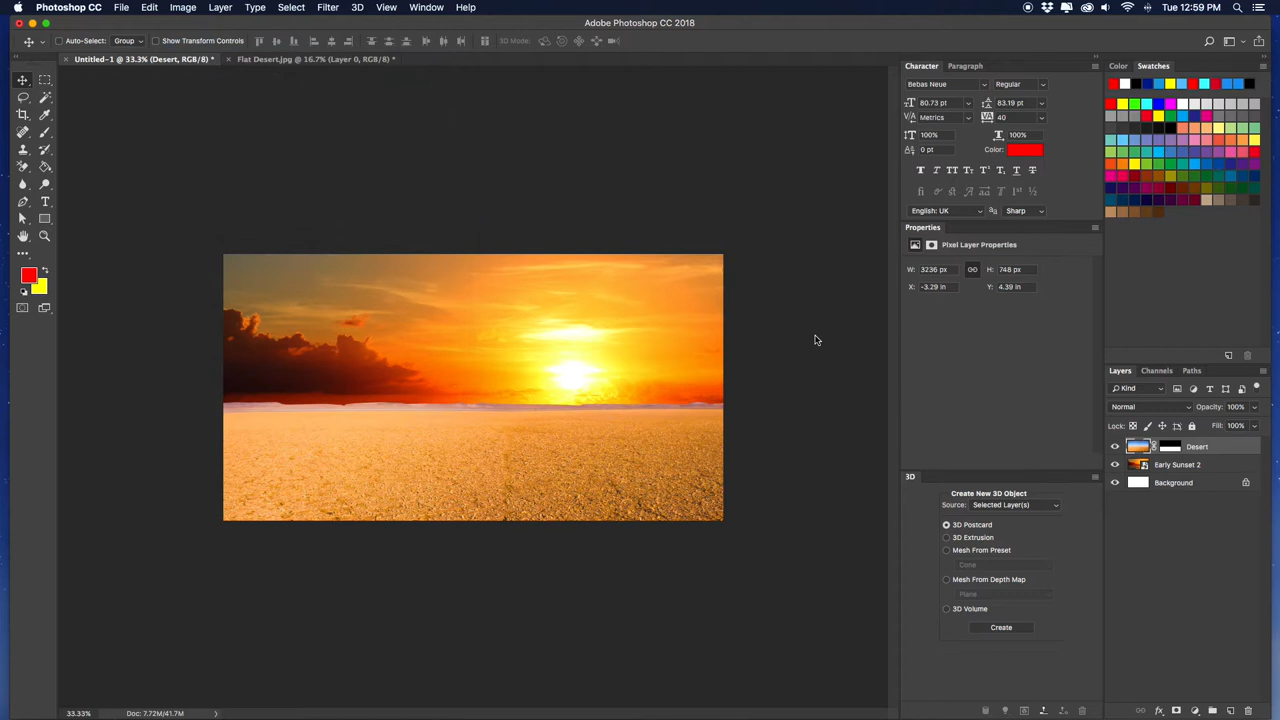 Photoshop CC File Edit Image Layer Type Select Filter 3D View Window Help Tue 12:59 PM
Adobe Photoshop CC 2018
Auto-Select: Group Show Transform Controls 3D Mode:
Untitled-1 @ 33.3% (Desert, RGB/8) * Flat Desert.jpg @ 16.7% (Layer 0, RGB/8) *
Character Paragraph
Bebas Neue Regular
80.73 pt 83.19 pt
Metrics 40
100% 100%
0 pt Color:
English: UK Sharp
Properties
Pixel Layer Properties
W: 3236 px H: 748 px
X: -3.29 in Y: 4.39 in
Color Swatches
3D
Create New 3D Object
Source: Selected Layer(s)
3D Postcard
3D Extrusion
Mesh From Preset
Cone
Mesh From Depth Map
Plane
3D Volume
Create
Layers Channels Paths
Kind
Normal Opacity: 100%
Lock: Fill: 100%
Desert
Early Sunset 2
Background
33.33% Doc: 7.72M/41.7M